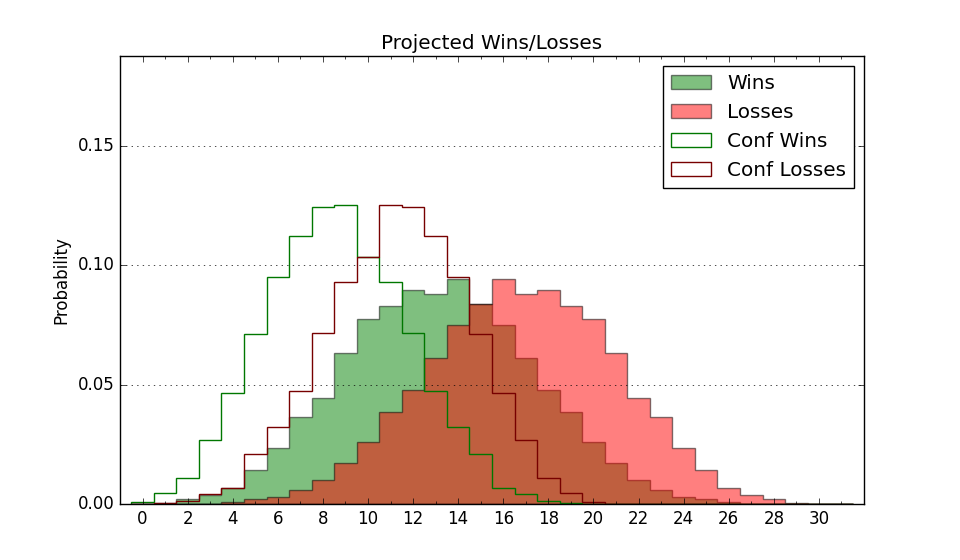 Projected Wins/Losses
Wins
Losses
Conf Wins
Conf Losses
Probability
0.15
0.10
0.05
0.00
0 2 4 6 8 10 12 14 16 18 20 22 24 26 28 30